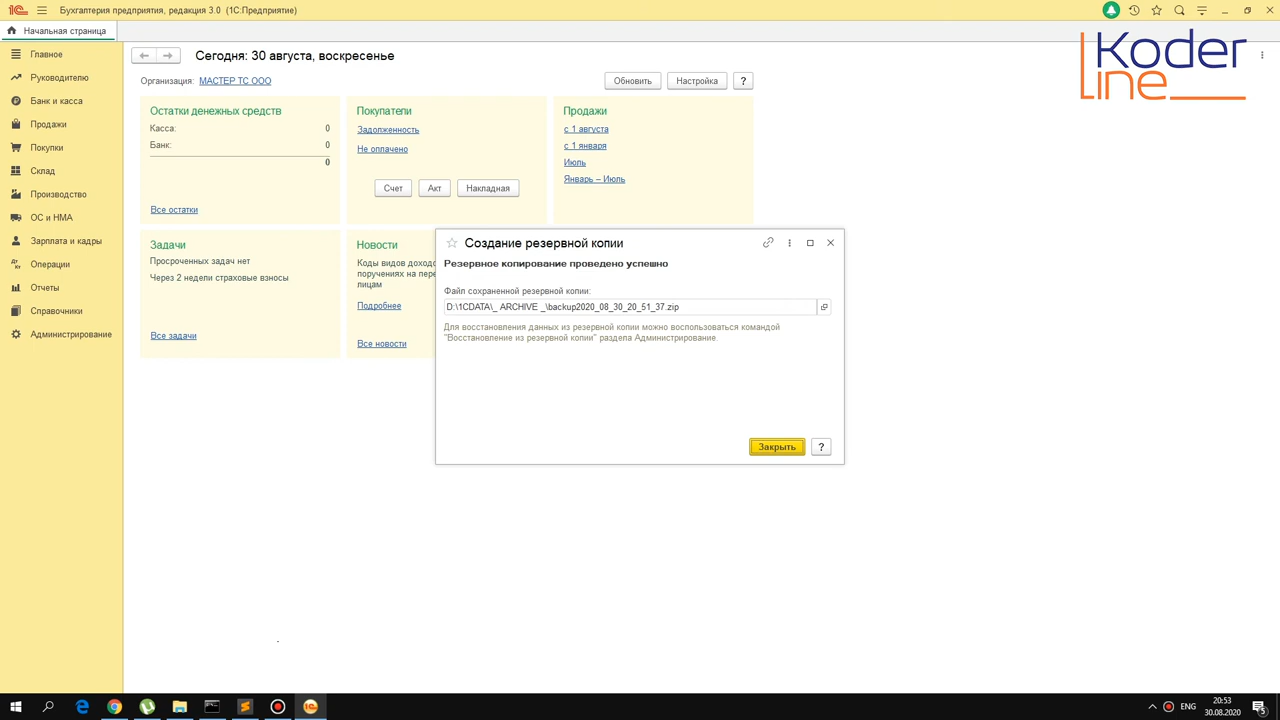 Бухгалтерия предприятия, редакция 3.0 (1С:Предприятие)
Начальная страница
Главное
Руководителю
Банк и касса
Продажи
Покупки
Склад
Производство
ОС и НМА
Зарплата и кадры
Операции
Отчеты
Справочники
Администрирование
Сегодня: 30 августа, воскресенье
Организация: МАСТЕР ТС ООО
Обновить
Настройка
?
Koder
line
Остатки денежных средств
Касса: 0
Банк: 0
0
Все остатки
Покупатели
Задолженность
Не оплачено
Счет
Акт
Накладная
Продажи
с 1 августа
с 1 января
Июль
Январь – Июль
Задачи
Просроченных задач нет
Через 2 недели страховые взносы
Все задачи
Новости
Коды видов доход
поручениях на пере
лицам
Подробнее
Все новости
Создание резервной копии
Резервное копирование проведено успешно
Файл сохраненной резервной копии:
D:\1CDATA\_ ARCHIVE _\backup2020_08_30_20_51_37.zip
Для восстановления данных из резервной копии можно воспользоваться командой
"Восстановление из резервной копии" раздела Администрирование.
Закрыть
?
ENG
20:53
30.08.2020
5